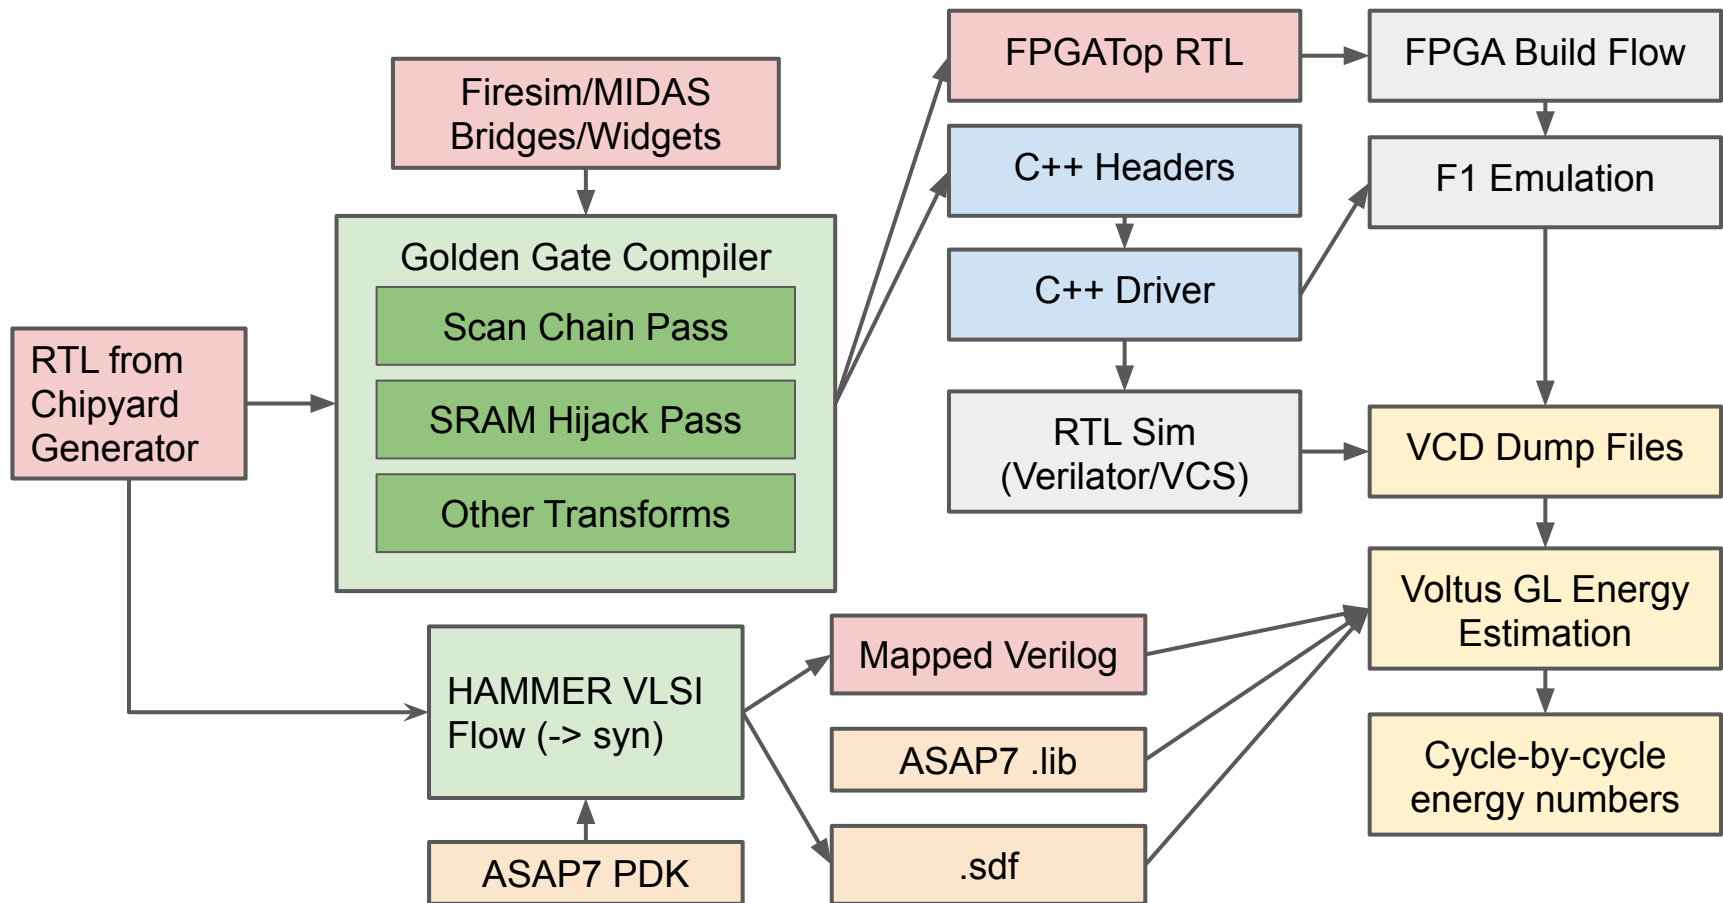 RTL from
Chipyard
Generator
Firesim/MIDAS
Bridges/Widgets
Golden Gate Compiler
Scan Chain Pass
SRAM Hijack Pass
Other Transforms
HAMMER VLSI
Flow (-> syn)
ASAP7 PDK
FPGATop RTL
C++ Headers
C++ Driver
RTL Sim
(Verilator/VCS)
Mapped Verilog
ASAP7 .lib
.sdf
FPGA Build Flow
F1 Emulation
VCD Dump Files
Voltus GL Energy
Estimation
Cycle-by-cycle
energy numbers